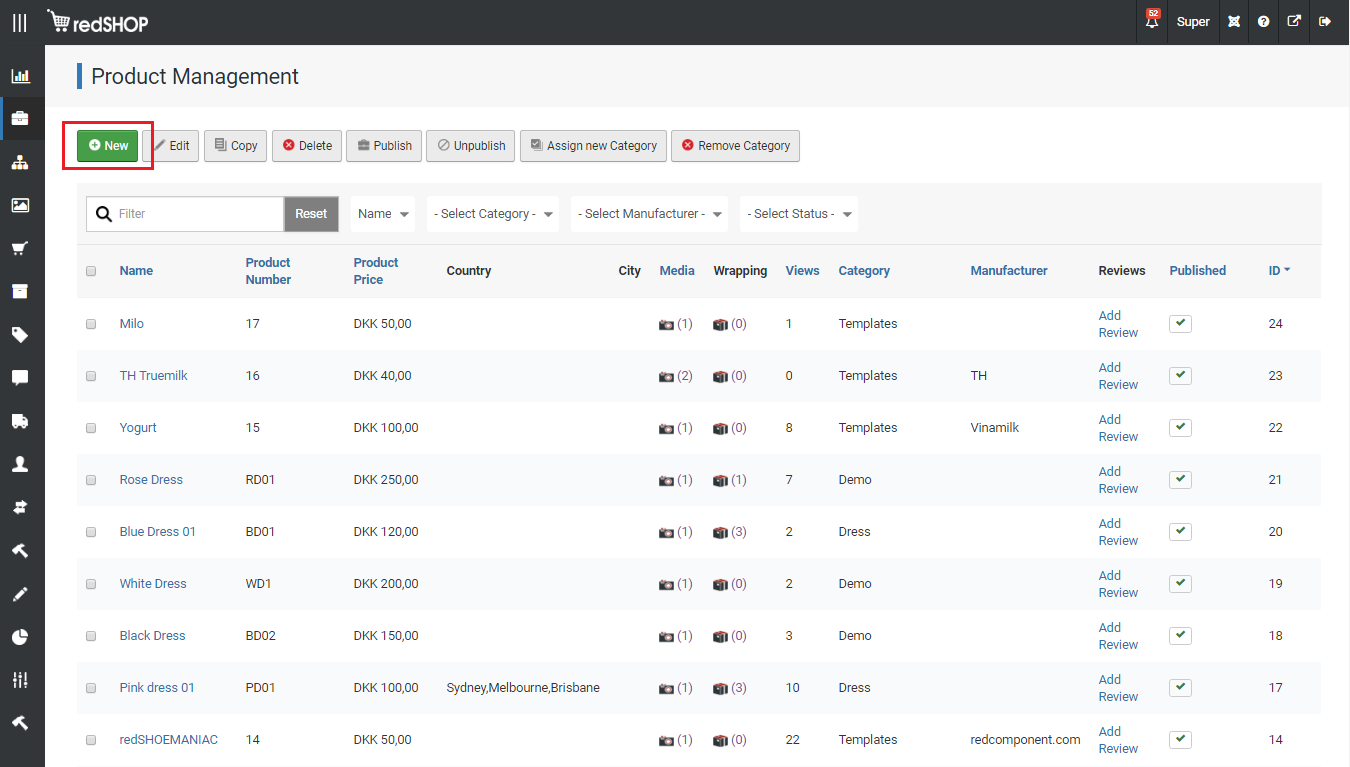 redSHOP
52
Super
Product Management
New Edit Copy Delete Publish Unpublish Assign new Category Remove Category
Filter Reset Name - Select Category - - Select Manufacturer - - Select Status -
Name Product Number Product Price Country City Media Wrapping Views Category Manufacturer Reviews Published ID
Milo 17 DKK 50,00 (1) (0) 1 Templates Add Review 24
TH Truemilk 16 DKK 40,00 (2) (0) 0 Templates TH Add Review 23
Yogurt 15 DKK 100,00 (1) (0) 8 Templates Vinamilk Add Review 22
Rose Dress RD01 DKK 250,00 (1) (1) 7 Demo Add Review 21
Blue Dress 01 BD01 DKK 120,00 (1) (3) 2 Dress Add Review 20
White Dress WD1 DKK 200,00 (1) (0) 2 Demo Add Review 19
Black Dress BD02 DKK 150,00 (1) (0) 3 Demo Add Review 18
Pink dress 01 PD01 DKK 100,00 Sydney,Melbourne,Brisbane (1) (3) 10 Dress Add Review 17
redSHOEMANIAC 14 DKK 50,00 (1) (0) 22 Templates redcomponent.com Add Review 14